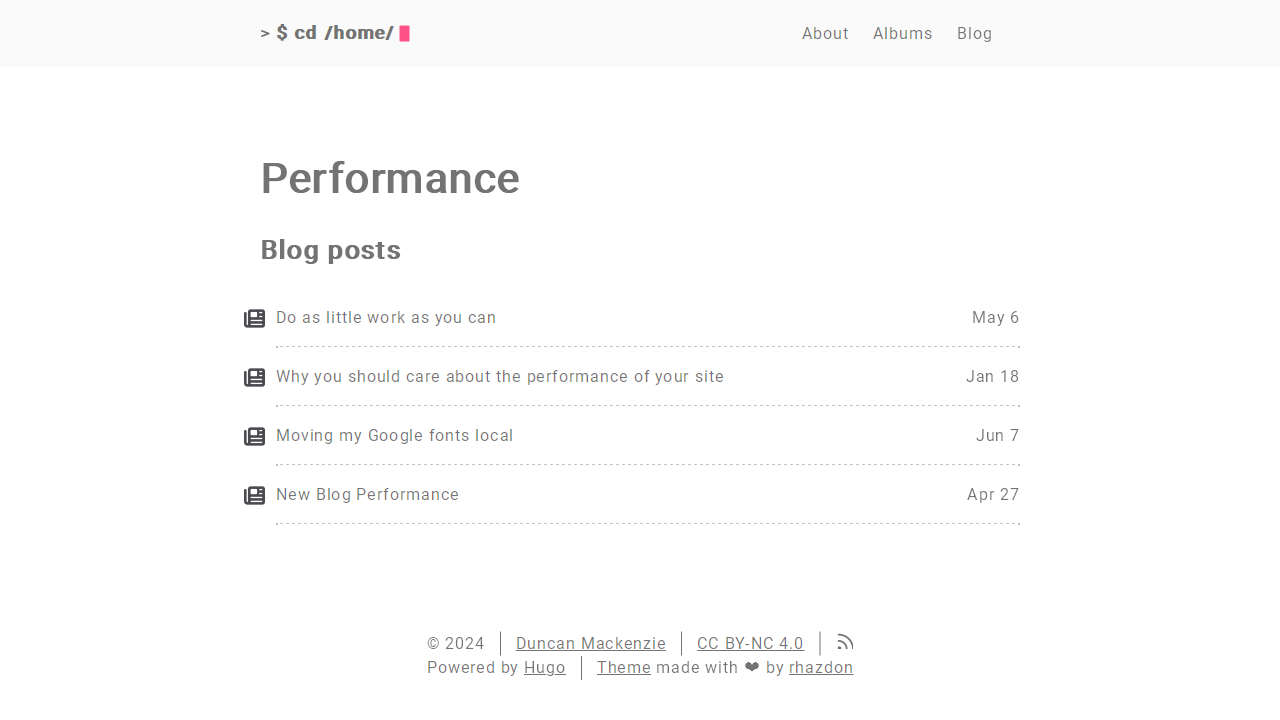 > $ cd /home/
About Albums Blog
Performance
Blog posts
Do as little work as you can May 6
Why you should care about the performance of your site Jan 18
Moving my Google fonts local Jun 7
New Blog Performance Apr 27
© 2024 Duncan Mackenzie CC BY-NC 4.0
Powered by Hugo Theme made with ❤ by rhazdon